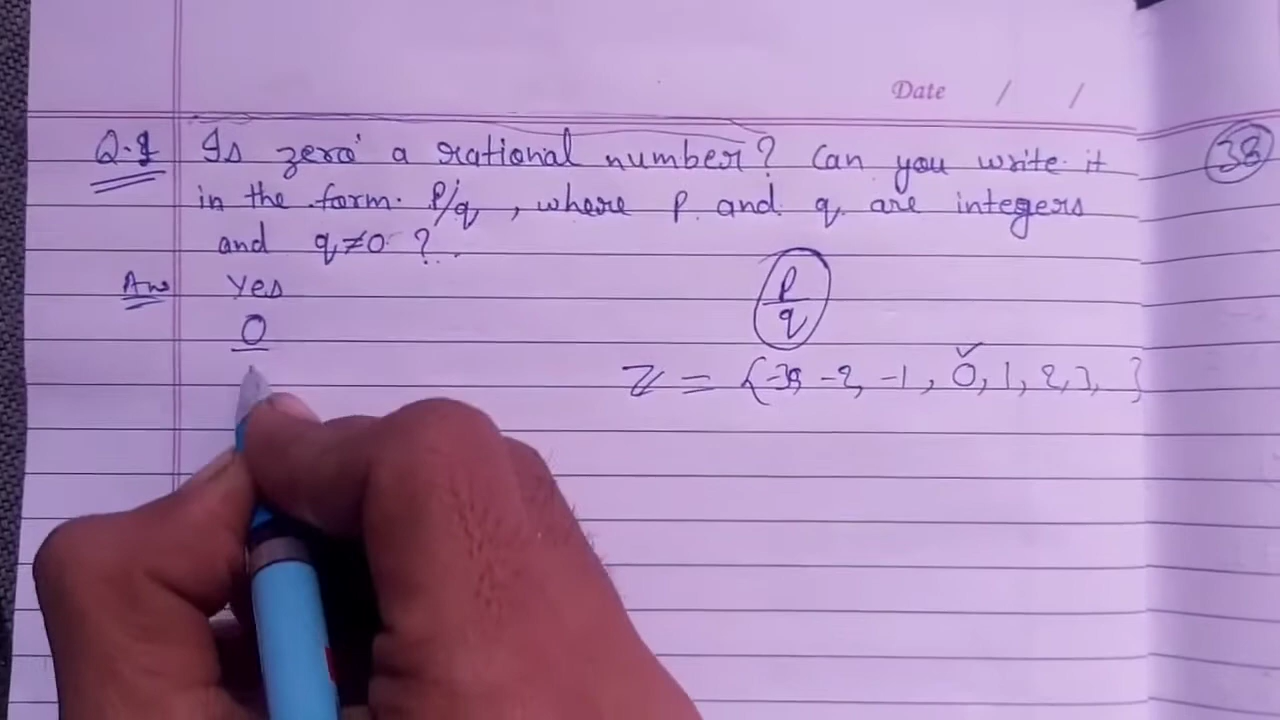 Date / /
38
Q.1 Is zero a rational number? Can you write it
in the form. P/q, where p and q are integers
and q≠0 ?
Ans Yes
p
q
0
Z = {-3, -2, -1, 0, 1, 2, 3, }